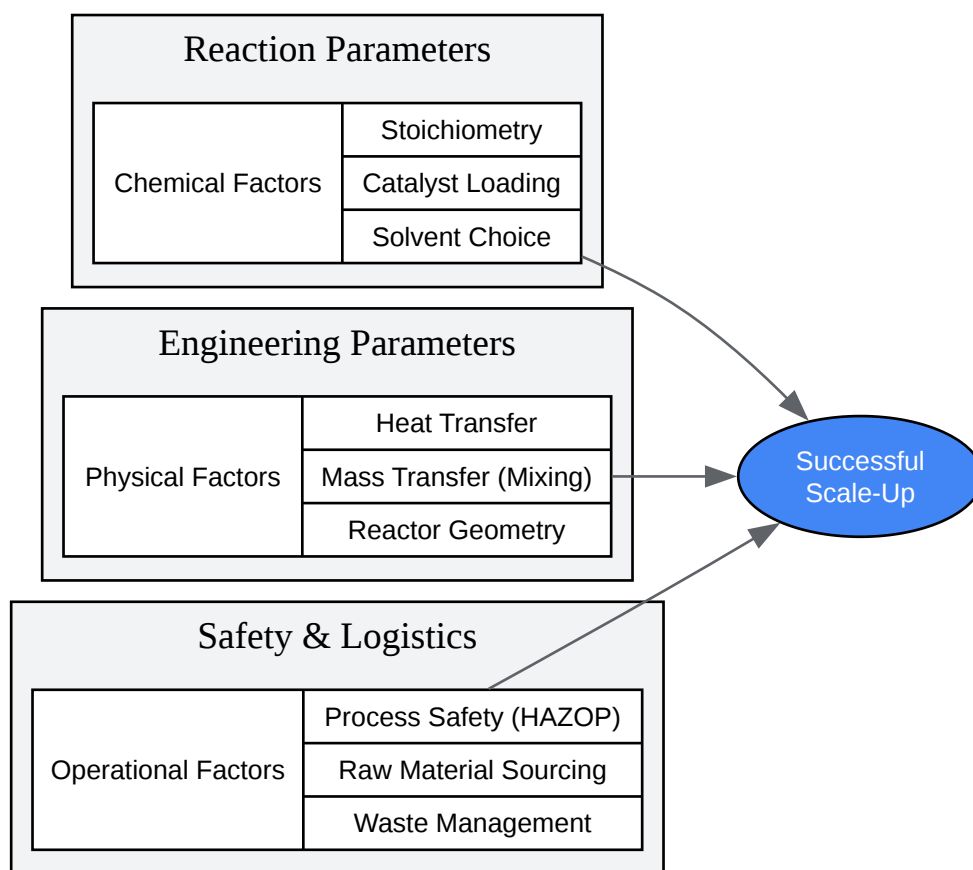 Reaction Parameters
Chemical Factors
Stoichiometry
Catalyst Loading
Solvent Choice
Engineering Parameters
Physical Factors
Heat Transfer
Mass Transfer (Mixing)
Reactor Geometry
Successful
Scale-Up
Safety & Logistics
Operational Factors
Process Safety (HAZOP)
Raw Material Sourcing
Waste Management